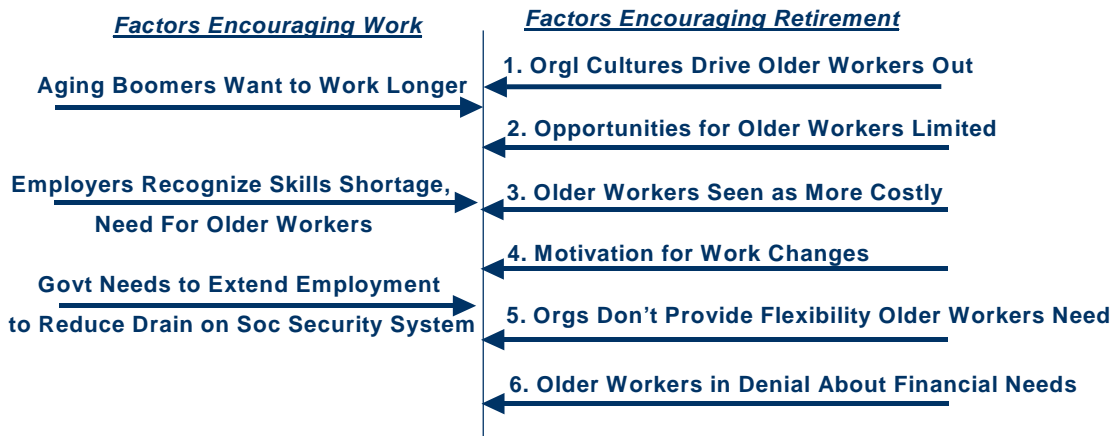 Factors Encouraging Work
Aging Boomers Want to Work Longer
Employers Recognize Skills Shortage,
Need For Older Workers
Govt Needs to Extend Employment
to Reduce Drain on Soc Security System
Factors Encouraging Retirement
1. Orgl Cultures Drive Older Workers Out
2. Opportunities for Older Workers Limited
3. Older Workers Seen as More Costly
4. Motivation for Work Changes
5. Orgs Don’t Provide Flexibility Older Workers Need
6. Older Workers in Denial About Financial Needs